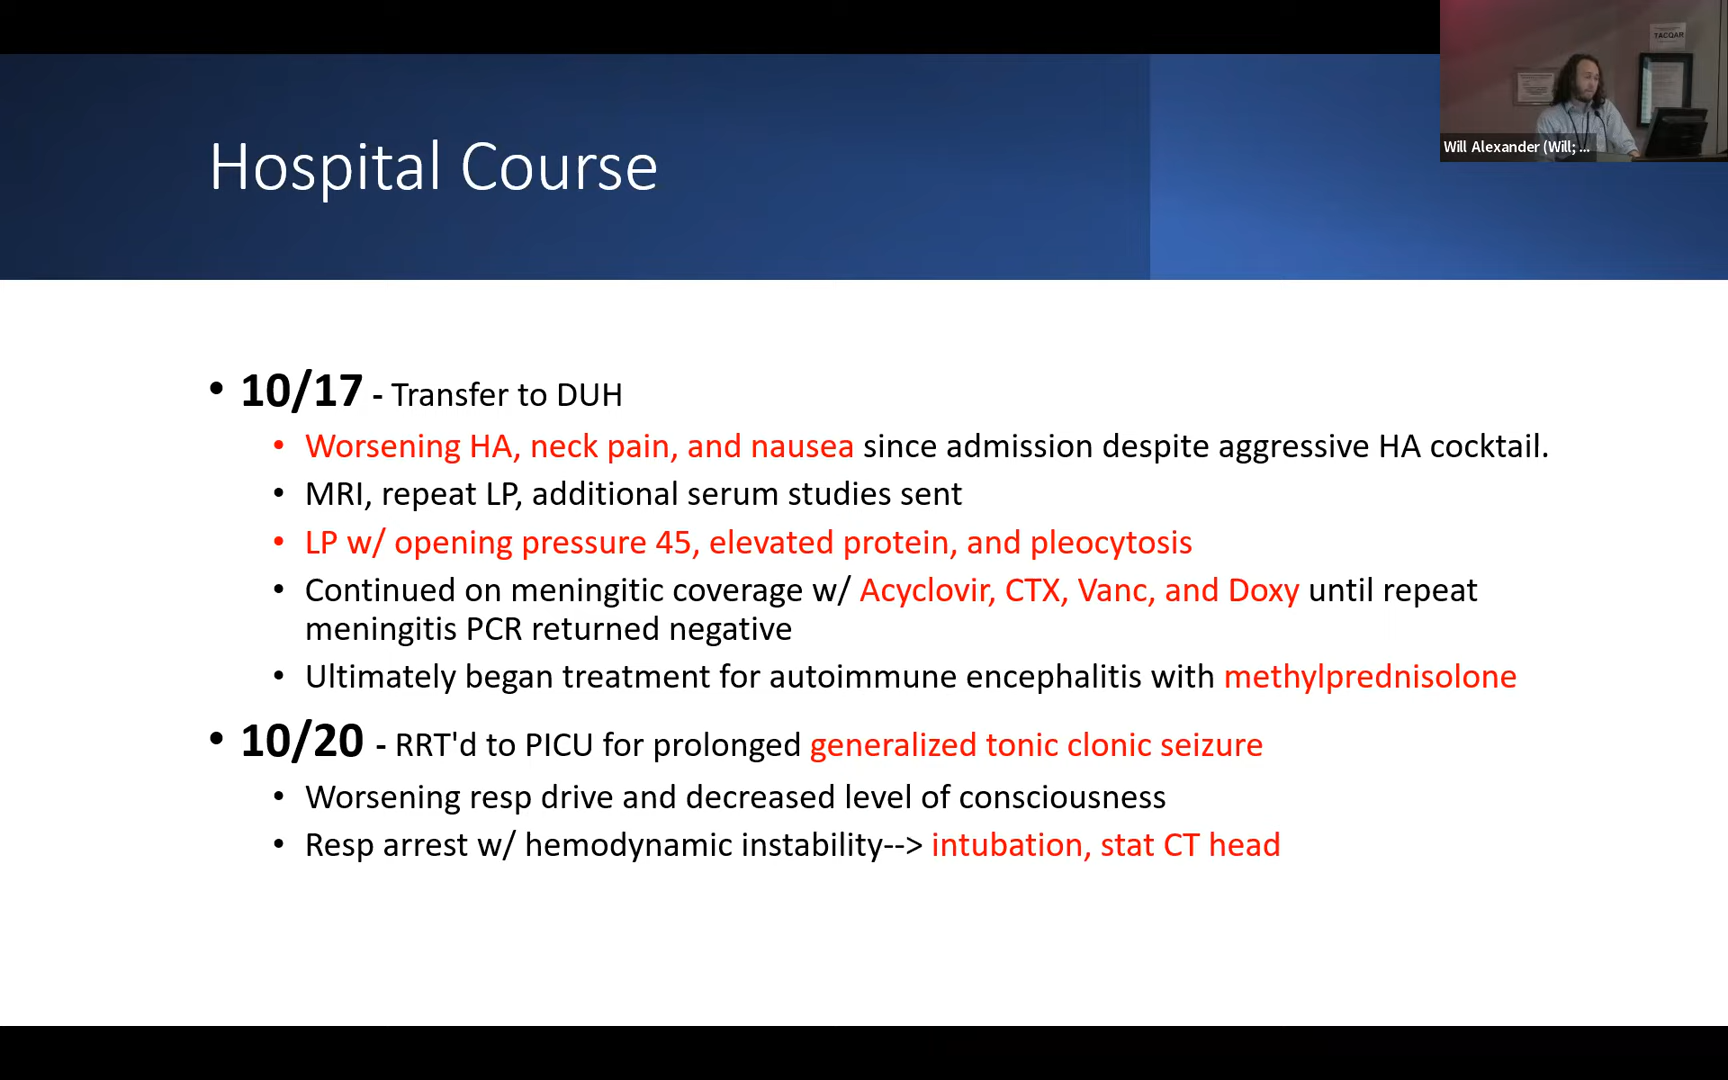 TACQAR
Will Alexander (Will; ...
Hospital Course
• 10/17 - Transfer to DUH
• Worsening HA, neck pain, and nausea since admission despite aggressive HA cocktail.
• MRI, repeat LP, additional serum studies sent
• LP w/ opening pressure 45, elevated protein, and pleocytosis
• Continued on meningitic coverage w/ Acyclovir, CTX, Vanc, and Doxy until repeat
meningitis PCR returned negative
• Ultimately began treatment for autoimmune encephalitis with methylprednisolone
• 10/20 - RRT'd to PICU for prolonged generalized tonic clonic seizure
• Worsening resp drive and decreased level of consciousness
• Resp arrest w/ hemodynamic instability--> intubation, stat CT head